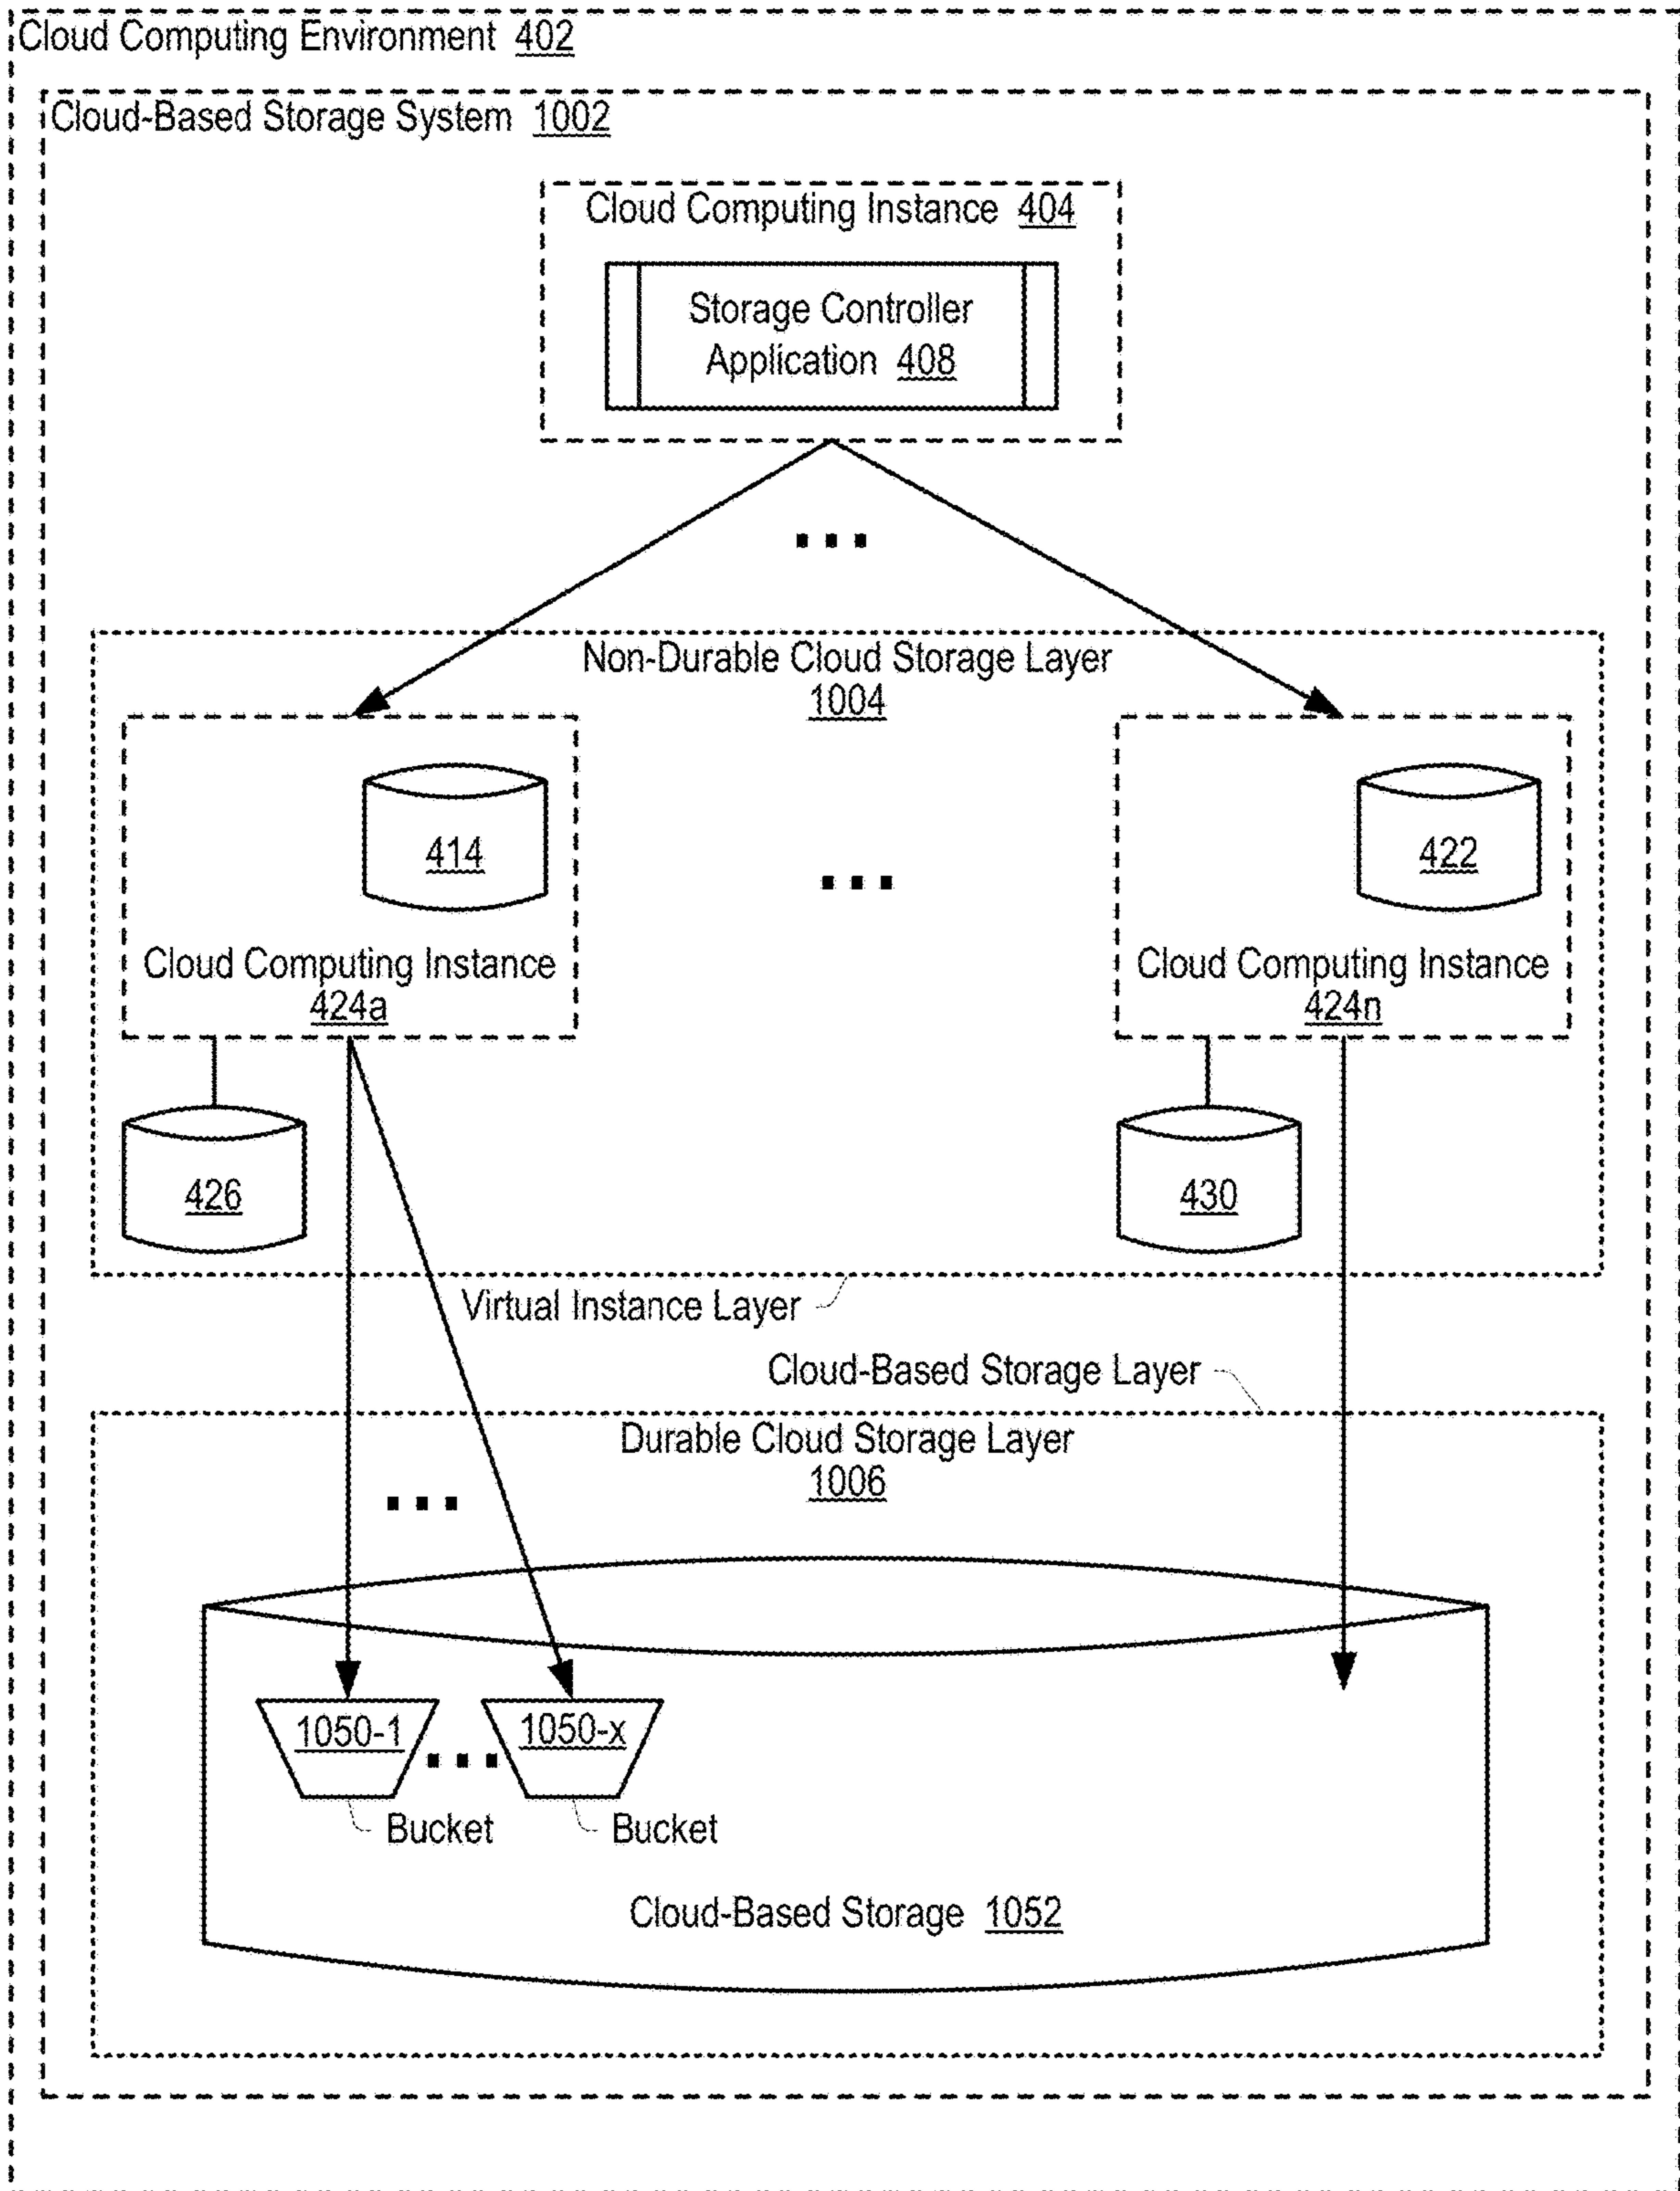 Cloud Computing Environment 402
Cloud-Based Storage System 1002
Cloud Computing Instance 404
Storage Controller
Application 408
Non-Durable Cloud Storage Layer
1004
414
422
Cloud Computing Instance
424a
Cloud Computing Instance
424n
426
430
Virtual Instance Layer
Cloud-Based Storage Layer
Durable Cloud Storage Layer
1006
1050-1
1050-x
Bucket
Bucket
Cloud-Based Storage 1052